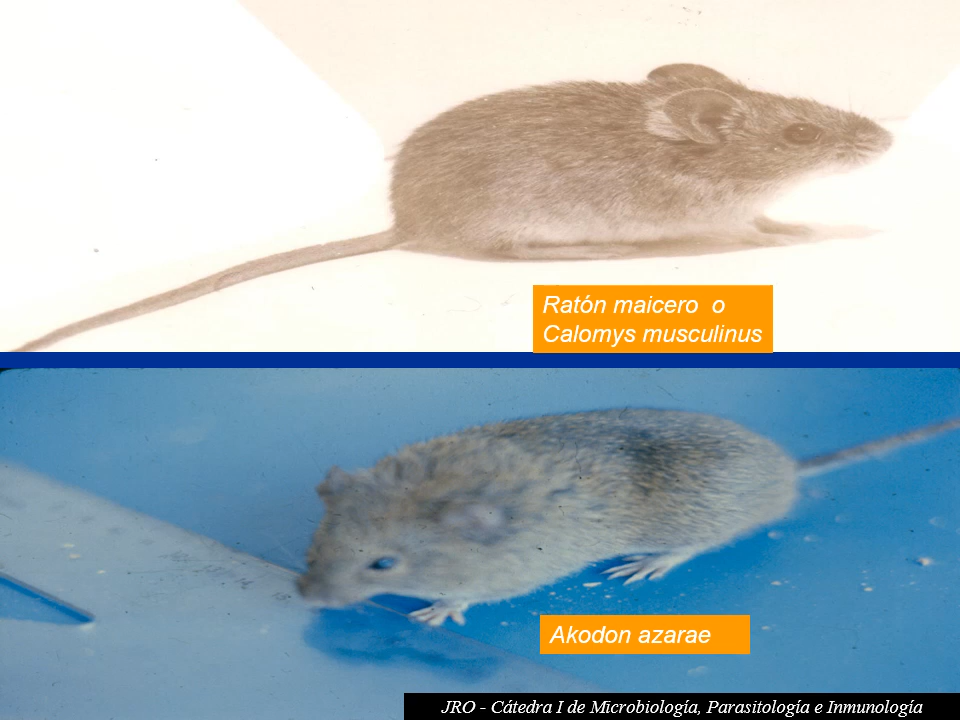 Ratón maicero  o
Calomys musculinus
Akodon azarae
JRO - Cátedra I de Microbiología, Parasitología e Inmunología